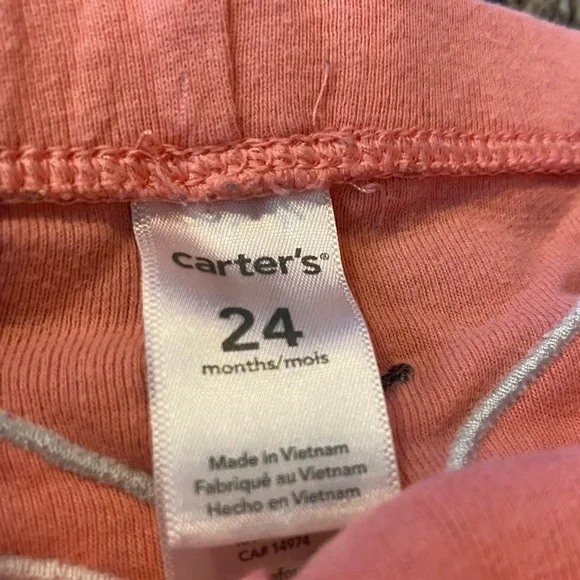 carter's®
24
months/mois
Made in Vietnam
Fabriqué au Vietnam
Hecho en Vietnam
CA# 14974